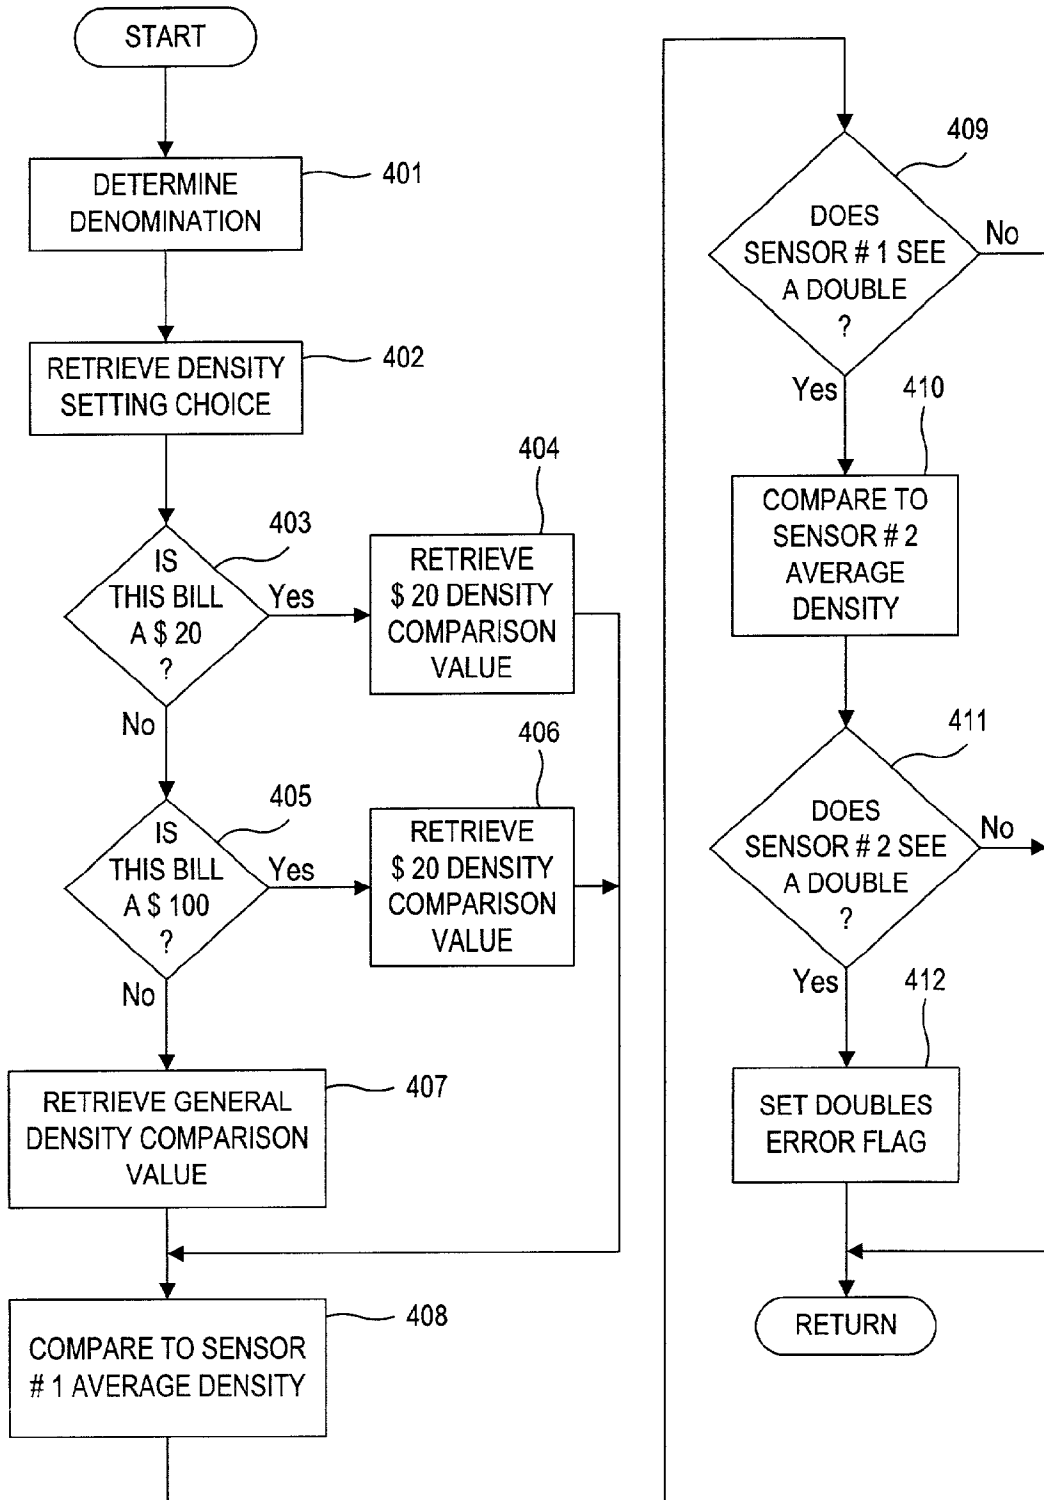 START
DETERMINE
DENOMINATION
401
RETRIEVE DENSITY
SETTING CHOICE
402
IS
THIS BILL
A $ 20
?
403
Yes
No
RETRIEVE
$ 20 DENSITY
COMPARISON
VALUE
404
IS
THIS BILL
A $ 100
?
405
Yes
No
RETRIEVE
$ 20 DENSITY
COMPARISON
VALUE
406
RETRIEVE GENERAL
DENSITY COMPARISON
VALUE
407
COMPARE TO SENSOR
# 1 AVERAGE DENSITY
408
DOES
SENSOR # 1 SEE
A DOUBLE
?
409
No
Yes
COMPARE TO
SENSOR # 2
AVERAGE
DENSITY
410
DOES
SENSOR # 2 SEE
A DOUBLE
?
411
No
Yes
SET DOUBLES
ERROR FLAG
412
RETURN